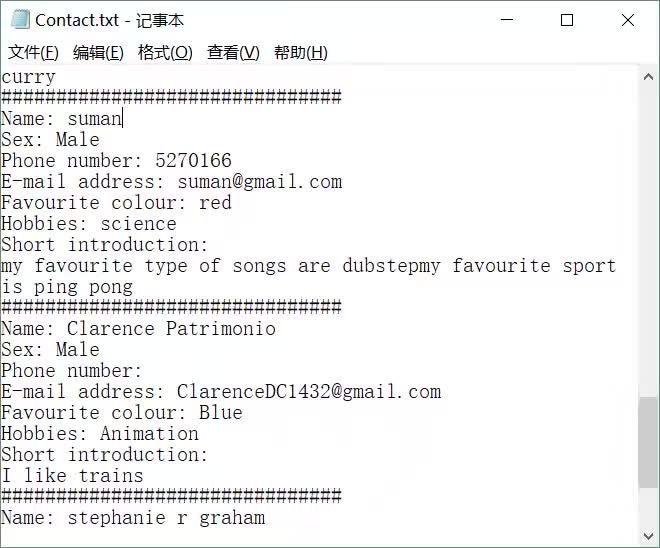 Contact.txt - 记事本
文件(F) 编辑(E) 格式(O) 查看(V) 帮助(H)
curry
###############################
Name: suman
Sex: Male
Phone number: 5270166
E-mail address: suman@gmail.com
Favourite colour: red
Hobbies: science
Short introduction:
my favourite type of songs are dubstepmy favourite sport
is ping pong
###############################
Name: Clarence Patrimonio
Sex: Male
Phone number:
E-mail address: ClarenceDC1432@gmail.com
Favourite colour: Blue
Hobbies: Animation
Short introduction:
I like trains
###############################
Name: stephanie r graham